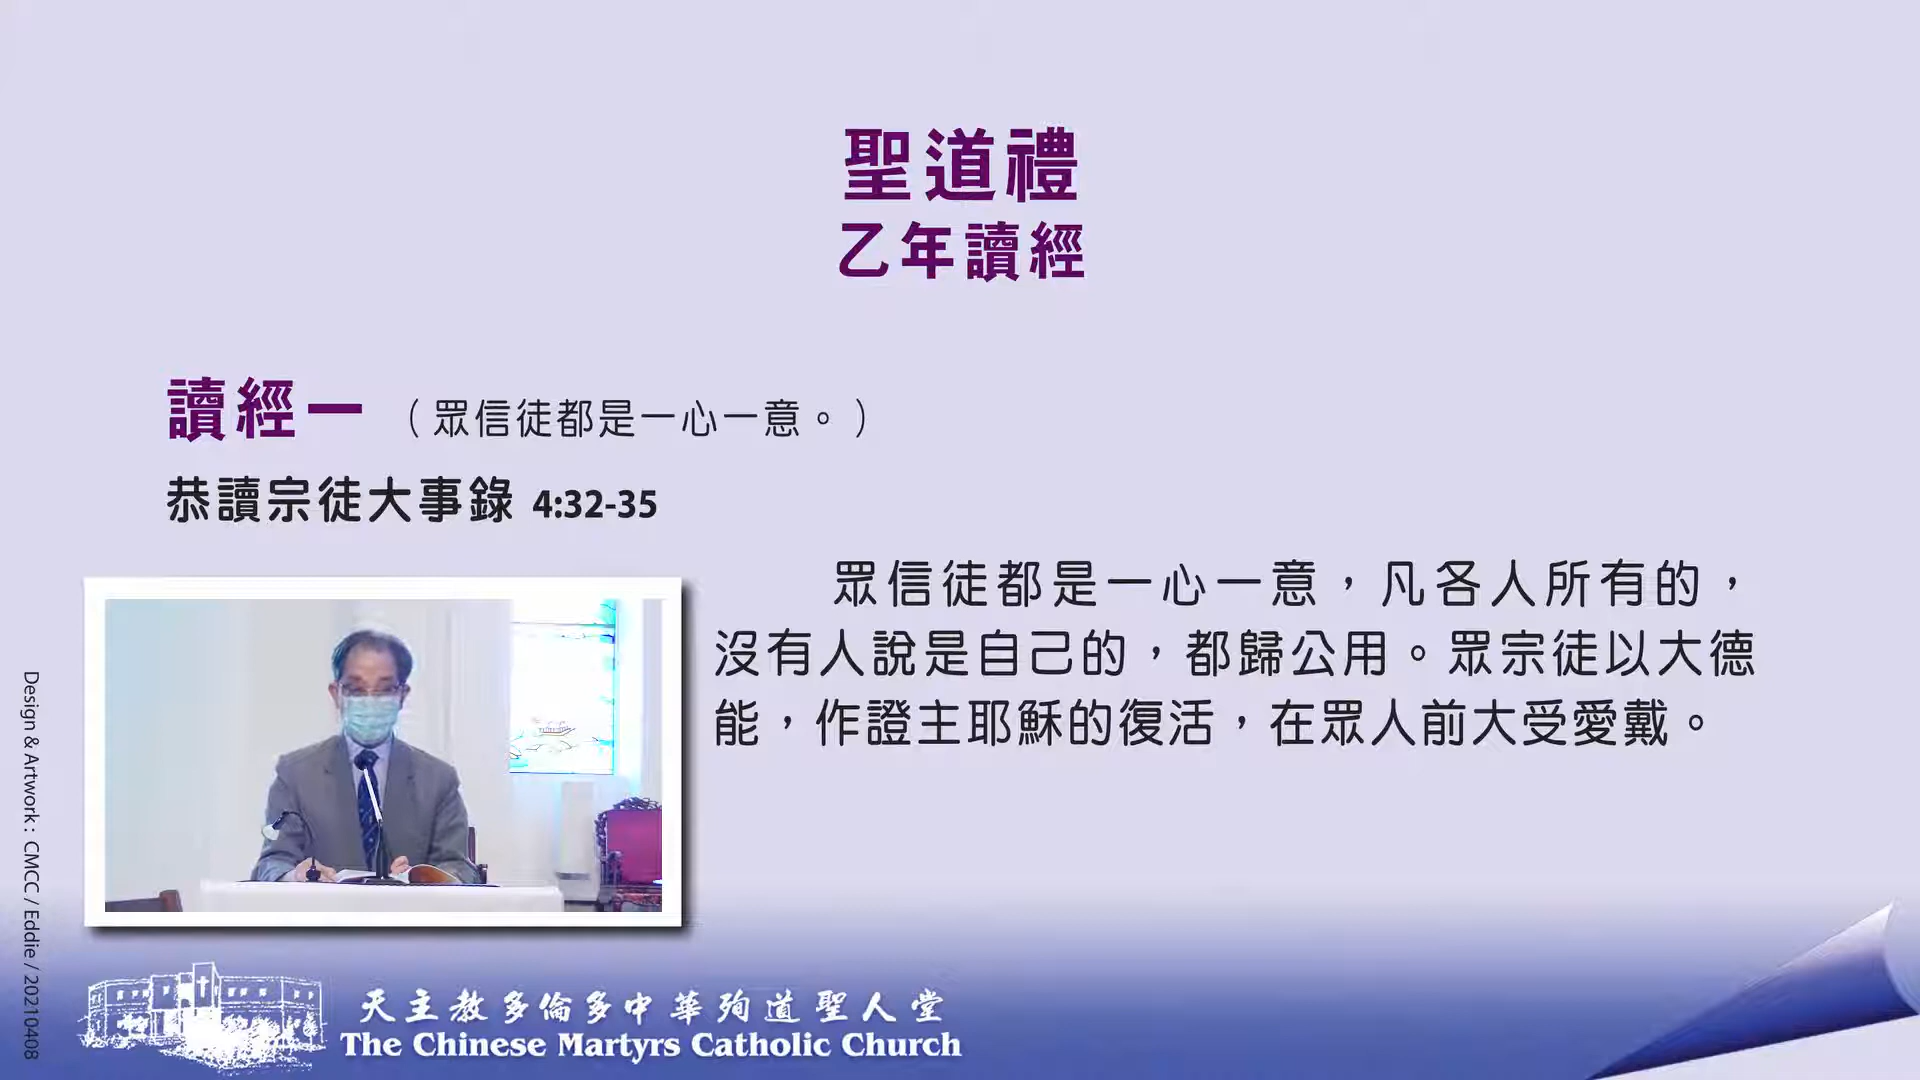 聖道禮
乙年讀經
讀經一 （眾信徒都是一心一意。）
恭讀宗徒大事錄 4:32-35
眾信徒都是一心一意，凡各人所有的，
沒有人說是自己的，都歸公用。眾宗徒以大德
能，作證主耶穌的復活，在眾人前大受愛戴。
Design & Artwork : CMCC / Eddie / 20210408
天主教多倫多中華殉道聖人堂
The Chinese Martyrs Catholic Church